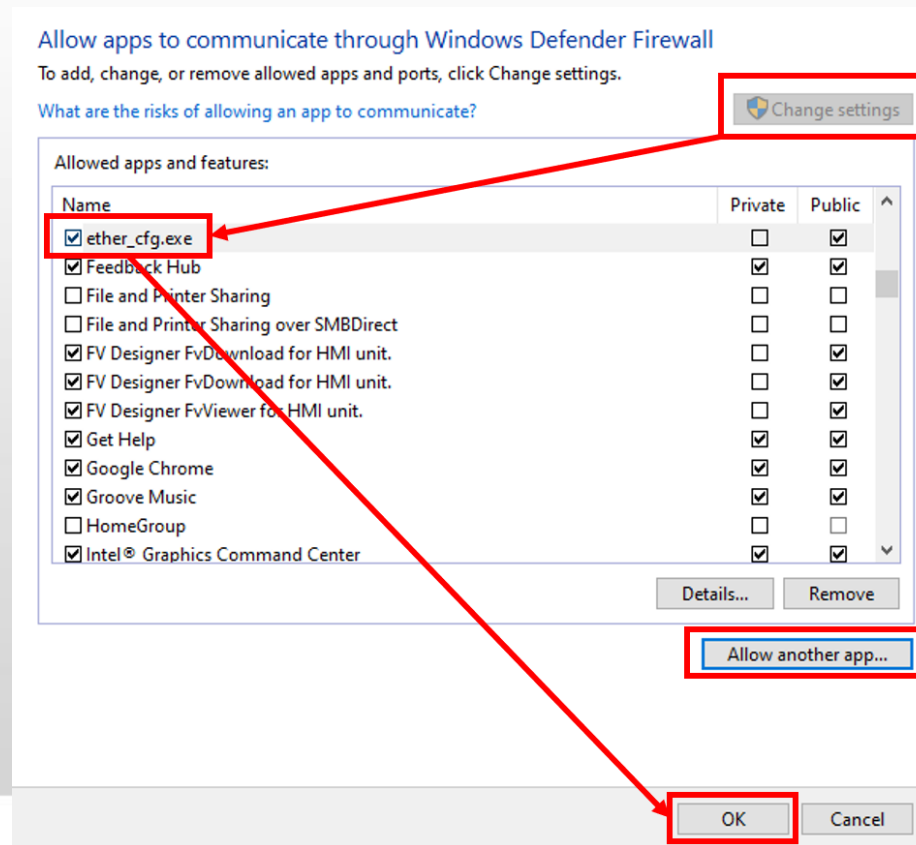 Allow apps to communicate through Windows Defender Firewall
To add, change, or remove allowed apps and ports, click Change settings.
What are the risks of allowing an app to communicate?
Change settings
Allowed apps and features:
Name Private Public
ether_cfg.exe
Feedback Hub
File and Printer Sharing
File and Printer Sharing over SMBDirect
FV Designer FvDownload for HMI unit.
FV Designer FvDownload for HMI unit.
FV Designer FvViewer for HMI unit.
Get Help
Google Chrome
Groove Music
HomeGroup
Intel® Graphics Command Center
Details... Remove
Allow another app...
OK Cancel